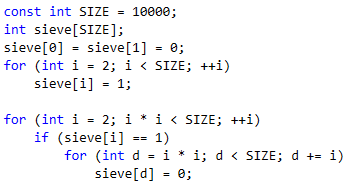 const int SIZE = 10000;
int sieve[SIZE];
sieve[0] = sieve[1] = 0;
for (int i = 2; i < SIZE; ++i)
    sieve[i] = 1;

for (int i = 2; i * i < SIZE; ++i)
    if (sieve[i] == 1)
        for (int d = i * i; d < SIZE; d += i)
            sieve[d] = 0;